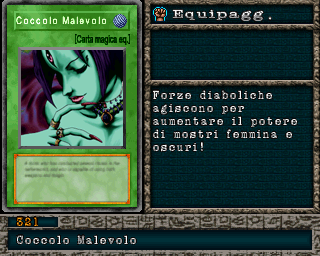 Coccolo Malevolo
[Carta magica eq.]
Equipagg.
Forze diaboliche
agiscono per
aumentare il potere
di mostri femmina e
oscuri!
321
Coccolo Malevolo